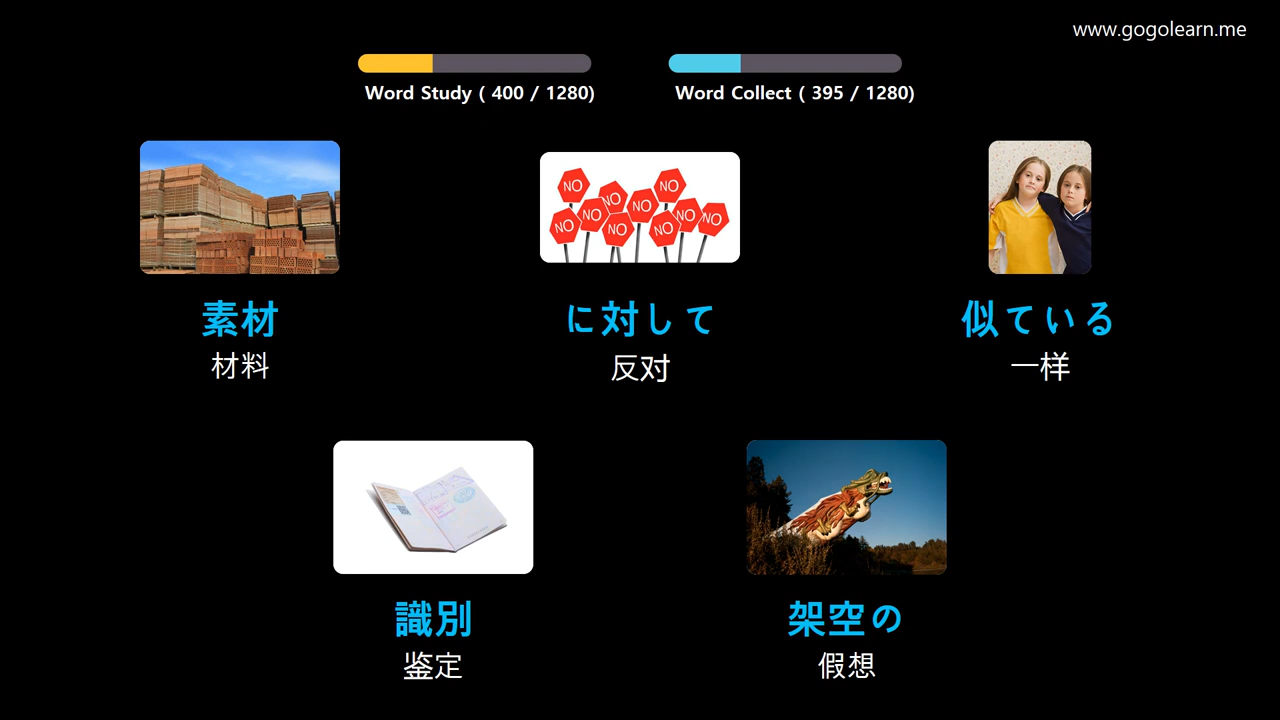 www.gogolearn.me
Word Study ( 400 / 1280)
Word Collect ( 395 / 1280)
NO NO NO NO NO NO NO NO NO NO
素材
に対して
似ている
材料
反对
一样
識別
架空の
鉴定
假想